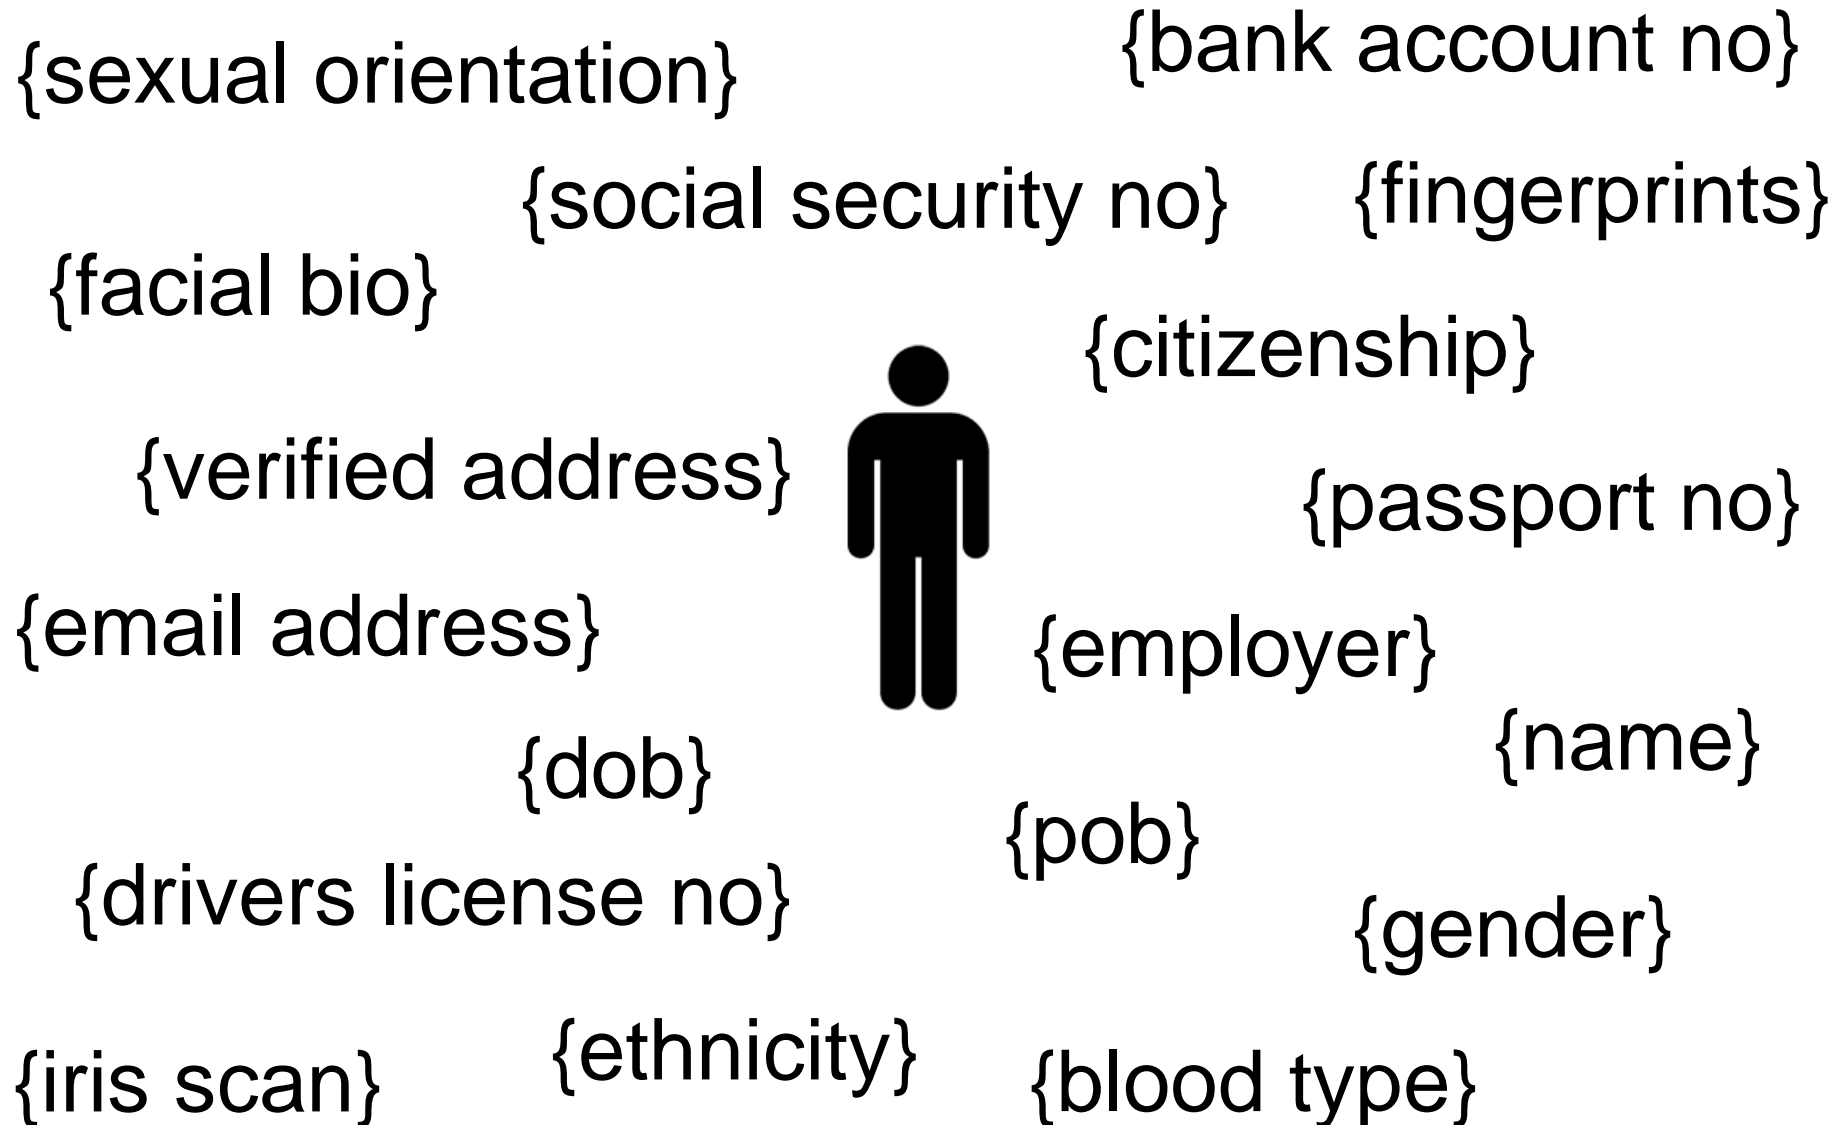 {sexual orientation}
{bank account no}
{social security no}
{fingerprints}
{facial bio}
{citizenship}
{verified address}
{passport no}
{email address}
{employer}
{dob}
{name}
{pob}
{drivers license no}
{gender}
{iris scan}
{ethnicity}
{blood type}